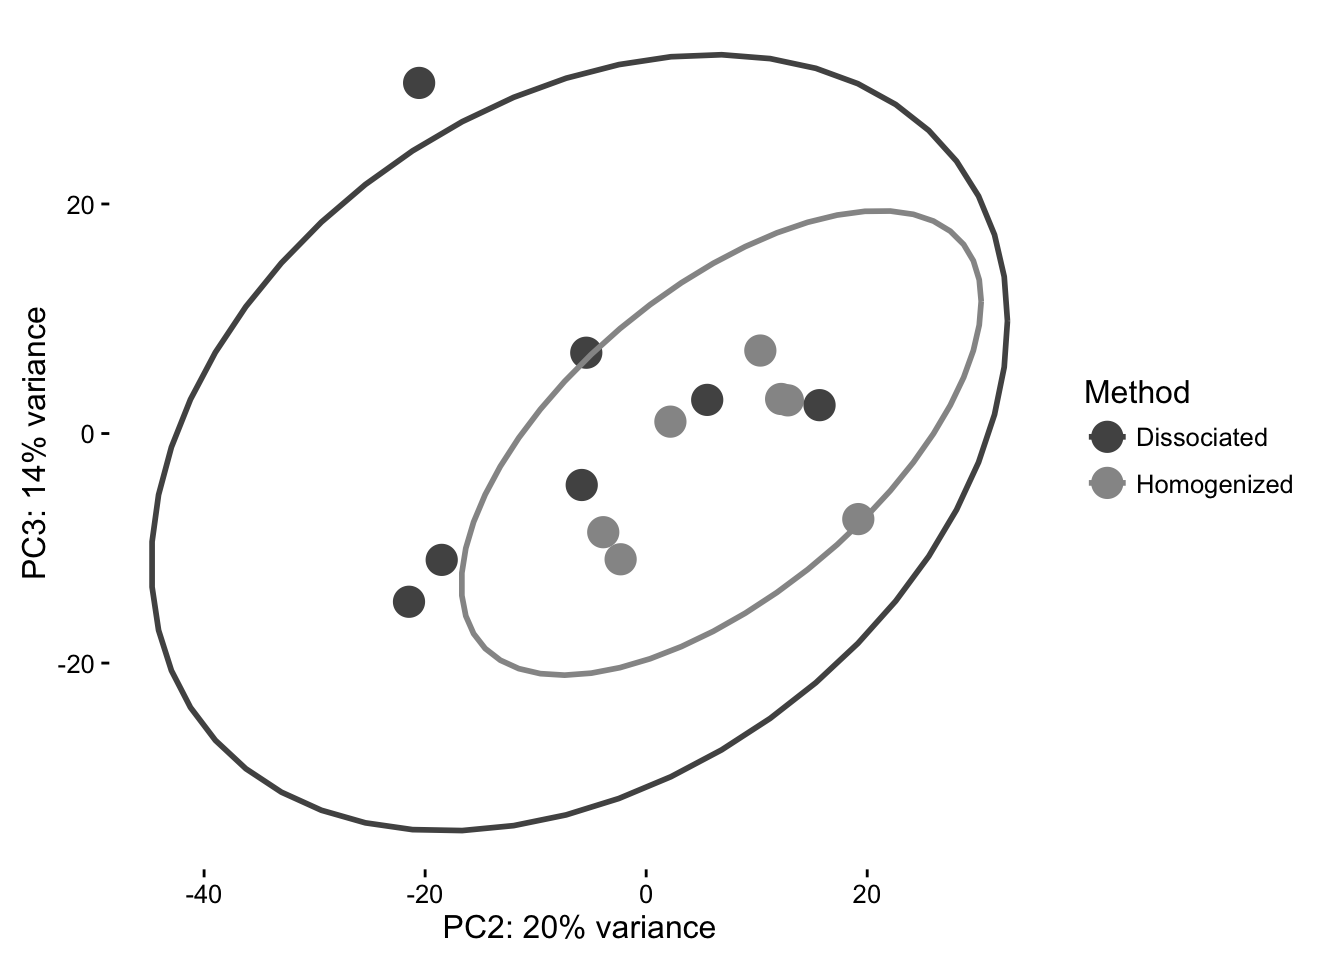 20
0
-20
PC3: 14% variance
-40
-20
0
20
PC2: 20% variance
Method
Dissociated
Homogenized